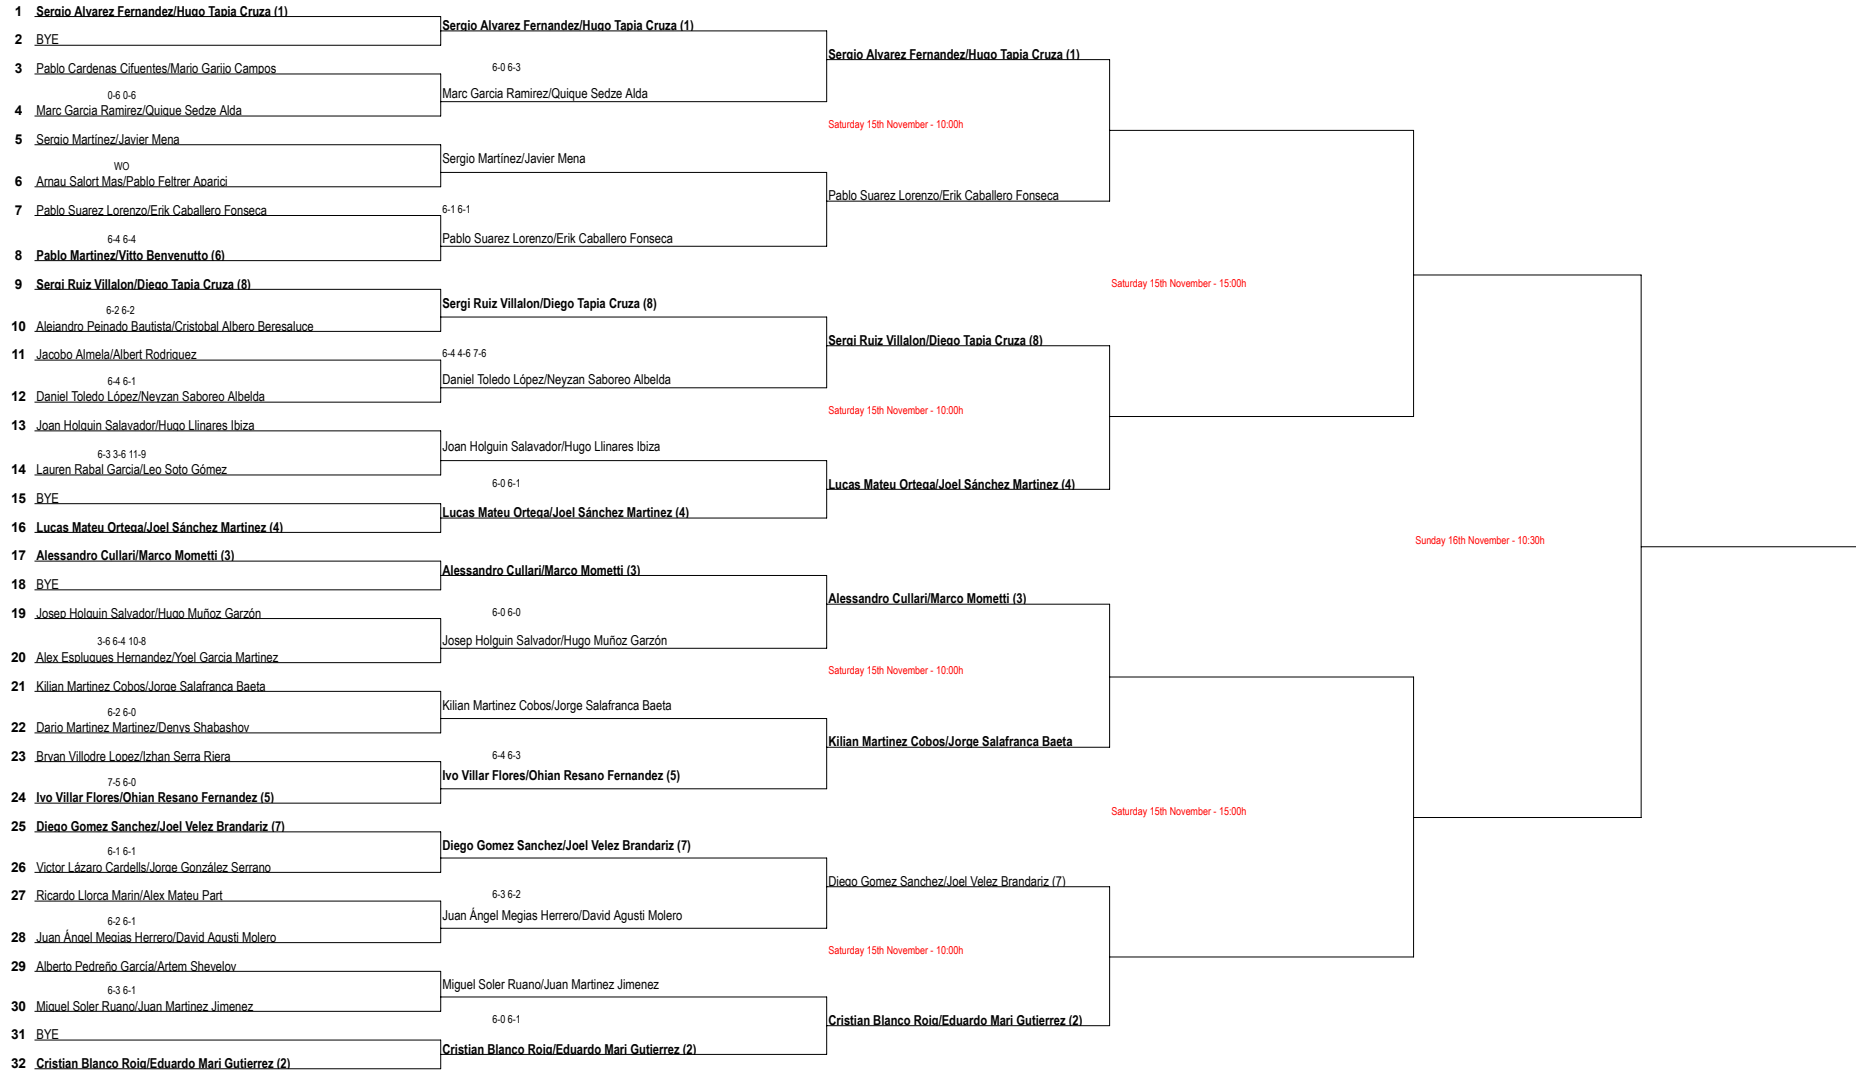 1 Sergio Alvarez Fernandez/Hugo Tapia Cruza (1)
2 BYE
3 Pablo Cardenas Cifuentes/Mario Garijo Campos
0-6 0-6
4 Marc Garcia Ramirez/Quique Sedze Alda
5 Sergio Martínez/Javier Mena
WO
6 Arnau Salort Mas/Pablo Feltrer Aparici
7 Pablo Suarez Lorenzo/Erik Caballero Fonseca
6-4 6-4
8 Pablo Martinez/Vitto Benvenutto (6)
9 Sergi Ruiz Villalon/Diego Tapia Cruza (8)
6-2 6-2
10 Alejandro Peinado Bautista/Cristobal Albero Beresaluce
11 Jacobo Almela/Albert Rodriguez
6-4 6-1
12 Daniel Toledo López/Neyzan Saboreo Albelda
13 Joan Holguin Salavador/Hugo Llinares Ibiza
6-3 3-6 11-9
14 Lauren Rabal Garcia/Leo Soto Gómez
15 BYE
16 Lucas Mateu Ortega/Joel Sánchez Martinez (4)
17 Alessandro Cullari/Marco Mometti (3)
18 BYE
19 Josep Holguin Salvador/Hugo Muñoz Garzón
3-6 6-4 10-8
20 Alex Esplugues Hernandez/Yoel Garcia Martinez
21 Kilian Martinez Cobos/Jorge Salafranca Baeta
6-2 6-0
22 Dario Martinez Martinez/Denys Shabashov
23 Bryan Villodre Lopez/Izhan Serra Riera
7-5 6-0
24 Ivo Villar Flores/Ohian Resano Fernandez (5)
25 Diego Gomez Sanchez/Joel Velez Brandariz (7)
6-1 6-1
26 Victor Lázaro Cardells/Jorge González Serrano
27 Ricardo Llorca Marin/Alex Mateu Part
6-2 6-1
28 Juan Ángel Megias Herrero/David Agusti Molero
29 Alberto Pedreño García/Artem Shevelov
6-3 6-1
30 Miguel Soler Ruano/Juan Martinez Jimenez
31 BYE
32 Cristian Blanco Roig/Eduardo Mari Gutierrez (2)
Sergio Alvarez Fernandez/Hugo Tapia Cruza (1)
6-0 6-3
Marc Garcia Ramirez/Quique Sedze Alda
Sergio Martínez/Javier Mena
6-1 6-1
Pablo Suarez Lorenzo/Erik Caballero Fonseca
Sergi Ruiz Villalon/Diego Tapia Cruza (8)
6-4 4-6 7-6
Daniel Toledo López/Neyzan Saboreo Albelda
Joan Holguin Salavador/Hugo Llinares Ibiza
6-0 6-1
Lucas Mateu Ortega/Joel Sánchez Martinez (4)
Alessandro Cullari/Marco Mometti (3)
6-0 6-0
Josep Holguin Salvador/Hugo Muñoz Garzón
Kilian Martinez Cobos/Jorge Salafranca Baeta
6-4 6-3
Ivo Villar Flores/Ohian Resano Fernandez (5)
Diego Gomez Sanchez/Joel Velez Brandariz (7)
6-3 6-2
Juan Ángel Megias Herrero/David Agusti Molero
Miguel Soler Ruano/Juan Martinez Jimenez
6-0 6-1
Cristian Blanco Roig/Eduardo Mari Gutierrez (2)
Sergio Alvarez Fernandez/Hugo Tapia Cruza (1)
Saturday 15th November - 10:00h
Pablo Suarez Lorenzo/Erik Caballero Fonseca
Sergi Ruiz Villalon/Diego Tapia Cruza (8)
Saturday 15th November - 10:00h
Lucas Mateu Ortega/Joel Sánchez Martinez (4)
Alessandro Cullari/Marco Mometti (3)
Saturday 15th November - 10:00h
Kilian Martinez Cobos/Jorge Salafranca Baeta
Diego Gomez Sanchez/Joel Velez Brandariz (7)
Saturday 15th November - 10:00h
Cristian Blanco Roig/Eduardo Mari Gutierrez (2)
Saturday 15th November - 15:00h
Saturday 15th November - 15:00h
Sunday 16th November - 10:30h